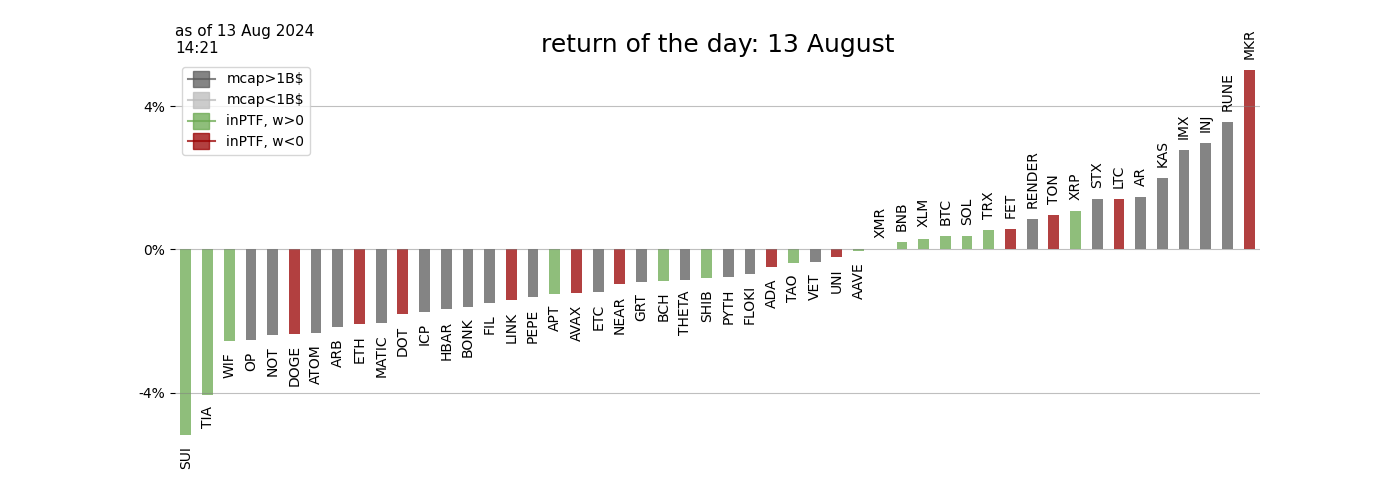 as of 13 Aug 2024
14:21
return of the day: 13 August
mcap>1B$
mcap<1B$
inPTF, w>0
inPTF, w<0
4%
0%
-4%
SUI
TIA
WIF
OP
NOT
DOGE
ATOM
ARB
ETH
MATIC
DOT
ICP
HBAR
BONK
FIL
LINK
PEPE
APT
AVAX
ETC
NEAR
GRT
BCH
THETA
SHIB
PYTH
FLOKI
ADA
TAO
VET
UNI
AAVE
XMR
BNB
XLM
BTC
SOL
TRX
FET
RENDER
TON
XRP
STX
LTC
AR
KAS
IMX
INJ
RUNE
MKR